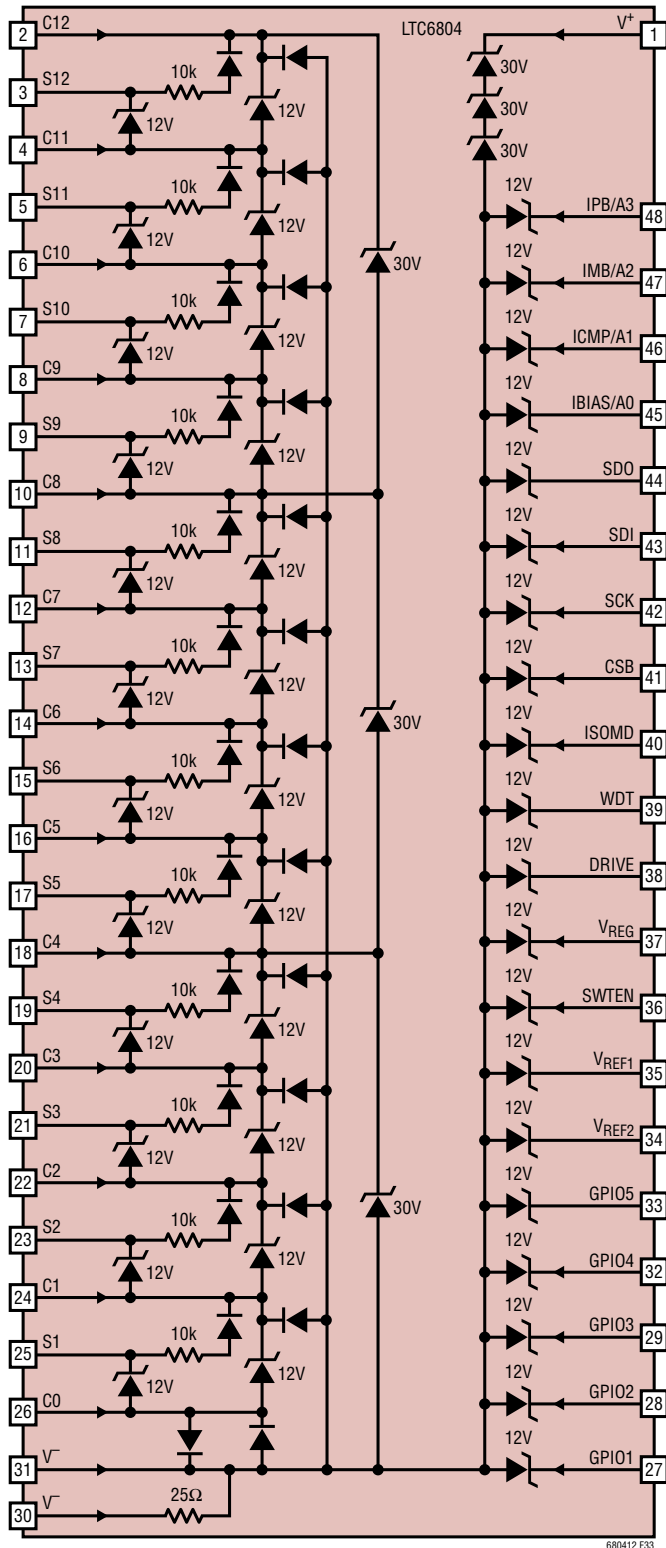 LTC6804
2 C12
V+ 1
30V
30V
30V
10k
3 S12
12V 12V
4 C11
10k
5 S11
12V 12V
6 C10
30V
10k
7 S10
12V 12V
8 C9
10k
9 S9
12V 12V
10 C8
10k
11 S8
12V 12V
12 C7
10k
13 S7
12V 12V
14 C6
30V
10k
15 S6
12V 12V
16 C5
10k
17 S5
12V 12V
18 C4
10k
19 S4
12V 12V
20 C3
10k
21 S3
12V 12V
22 C2
30V
10k
23 S2
12V 12V
24 C1
10k
25 S1
12V 12V
26 C0
31 V−
25Ω
30 V−
12V
IPB/A3 48
12V
IMB/A2 47
12V
ICMP/A1 46
12V
IBIAS/A0 45
12V
SDO 44
12V
SDI 43
12V
SCK 42
12V
CSB 41
12V
ISOMD 40
12V
WDT 39
12V
DRIVE 38
12V
VREG 37
12V
SWTEN 36
12V
VREF1 35
12V
VREF2 34
12V
GPIO5 33
12V
GPIO4 32
12V
GPIO3 29
12V
GPIO2 28
12V
GPIO1 27
680412 F33